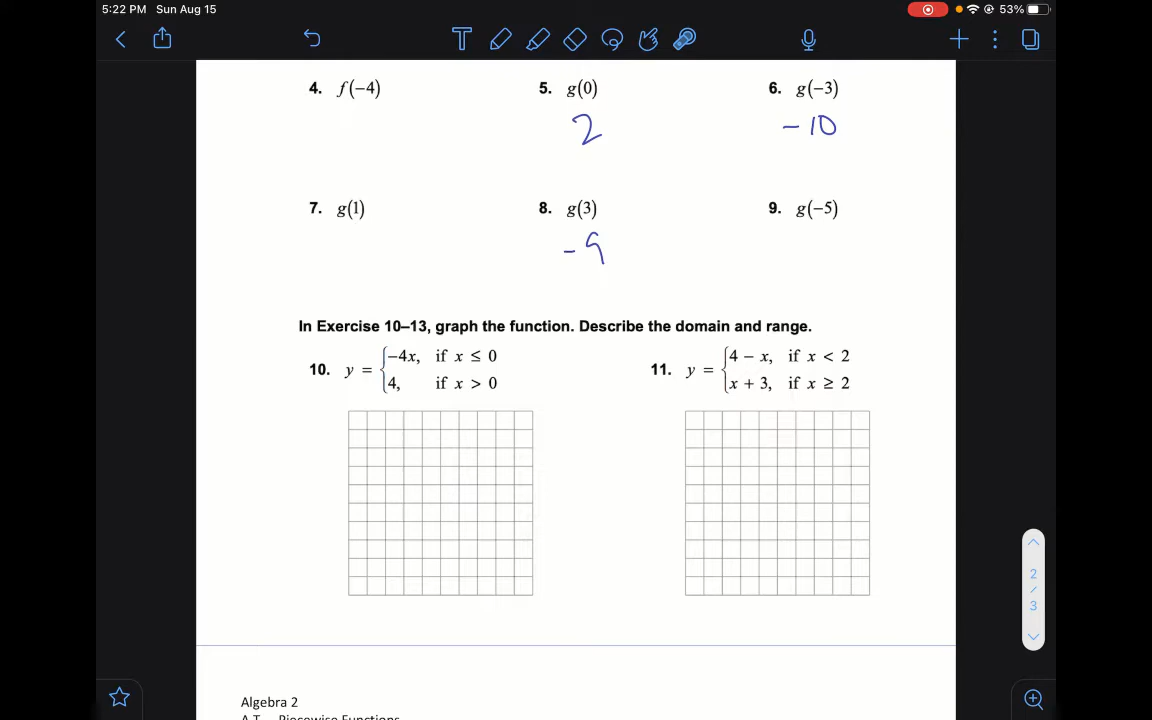 5:22 PM Sun Aug 15 53%
T
4. f(−4) 5. g(0) 6. g(−3)
2 -10
7. g(1) 8. g(3) 9. g(−5)
-9
In Exercise 10–13, graph the function. Describe the domain and range.
10. y = { −4x, if x ≤ 0
4, if x > 0
11. y = { 4 − x, if x < 2
x + 3, if x ≥ 2
2 / 3
Algebra 2
A.T. Piecewise Functions